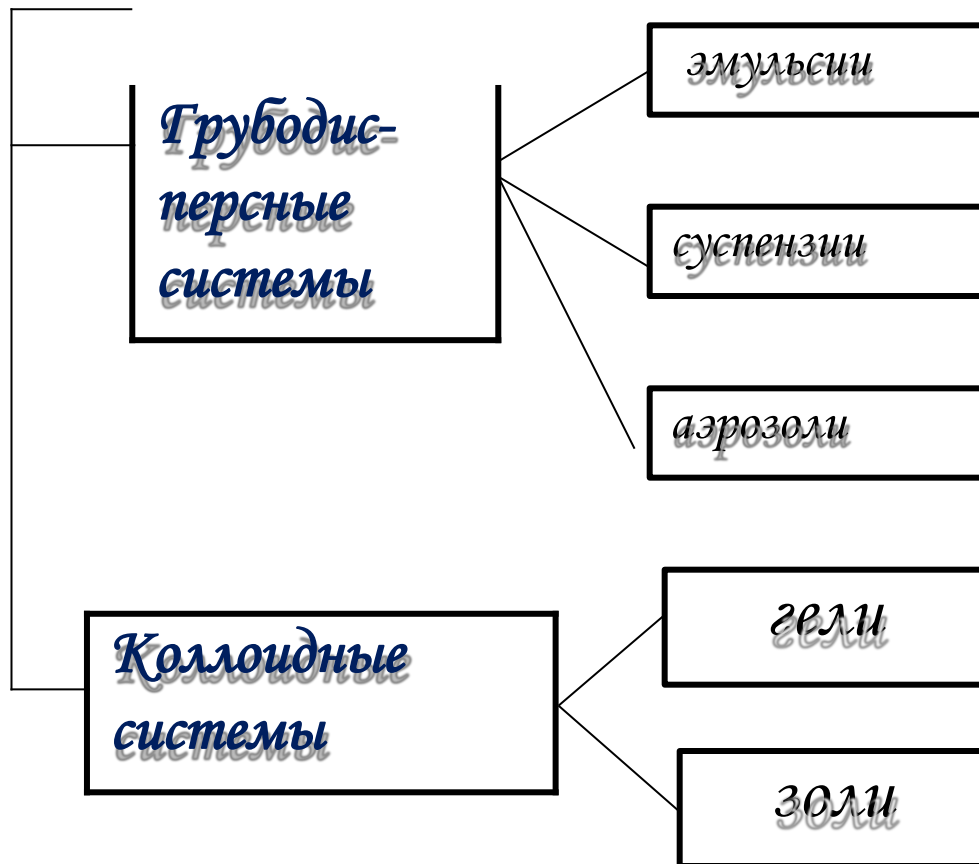 эмульсии
Грубодис-
персные
системы
суспензии
аэрозоли
гели
Коллоидные
системы
золи